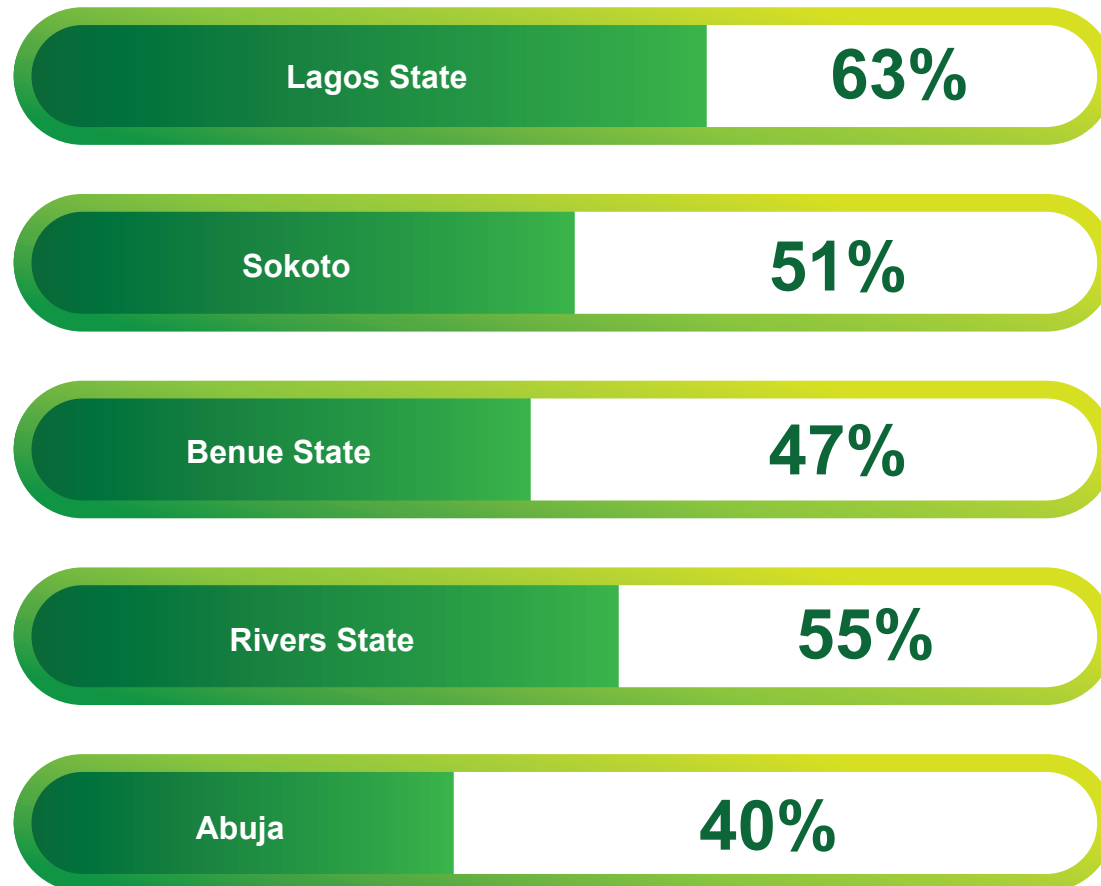 Lagos State 63%
Sokoto 51%
Benue State 47%
Rivers State 55%
Abuja 40%